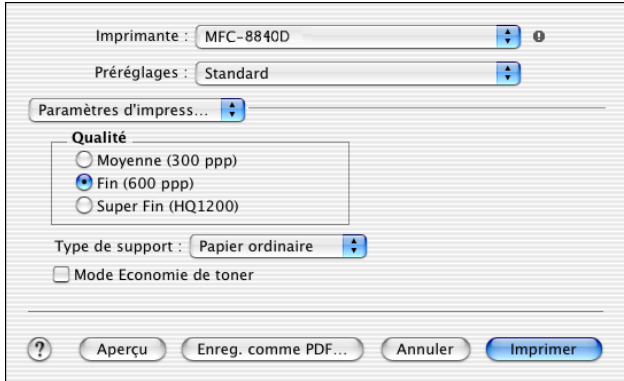 Imprimante : MFC-8840D
Préréglages : Standard
Paramètres d'impress...
Qualité
Moyenne (300 ppp)
Fin (600 ppp)
Super Fin (HQ1200)
Type de support : Papier ordinaire
Mode Economie de toner
? Aperçu Enreg. comme PDF... Annuler Imprimer